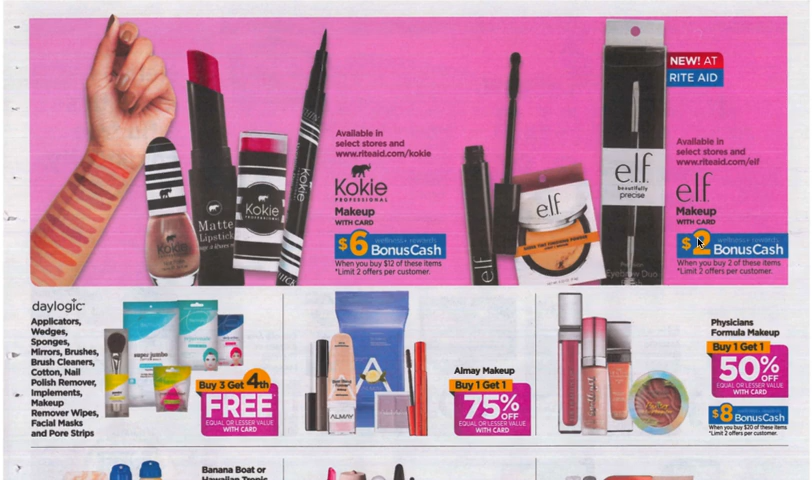 NEW! AT
RITE AID
Available in
select stores and
www.riteaid.com/kokie
Kokie
PROFESSIONAL
Makeup
WITH CARD
$6
BonusCash
When you buy $12 of these items
*Limit 2 offers per customer.
Kokie
Matte
Lipstick
Kokie
Kokie
Available in
select stores and
www.riteaid.com/elf
e.l.f.
Makeup
WITH CARD
$2
BonusCash
When you buy 2 of these items
*Limit 2 offers per customer.
e.l.f.
e.l.f.
e.l.f.
beautifully
precise
Eyebrow Duo
daylogic
Applicators,
Wedges,
Sponges,
Mirrors, Brushes,
Brush Cleaners,
Cotton, Nail
Polish Remover,
Implements,
Makeup
Remover Wipes,
Facial Masks
and Pore Strips
super jumbo
Buy 3 Get 4th
FREE*
EQUAL OR LESSER VALUE
WITH CARD
ALMAY
A
Almay Makeup
Buy 1 Get 1
75% OFF
EQUAL OR LESSER VALUE
WITH CARD
Physicians
Formula Makeup
Buy 1 Get 1
50% OFF
EQUAL OR LESSER VALUE
WITH CARD
$8
BonusCash
When you buy $20 of these items
*Limit 2 offers per customer.
Banana Boat or
Hawaiian Tropic